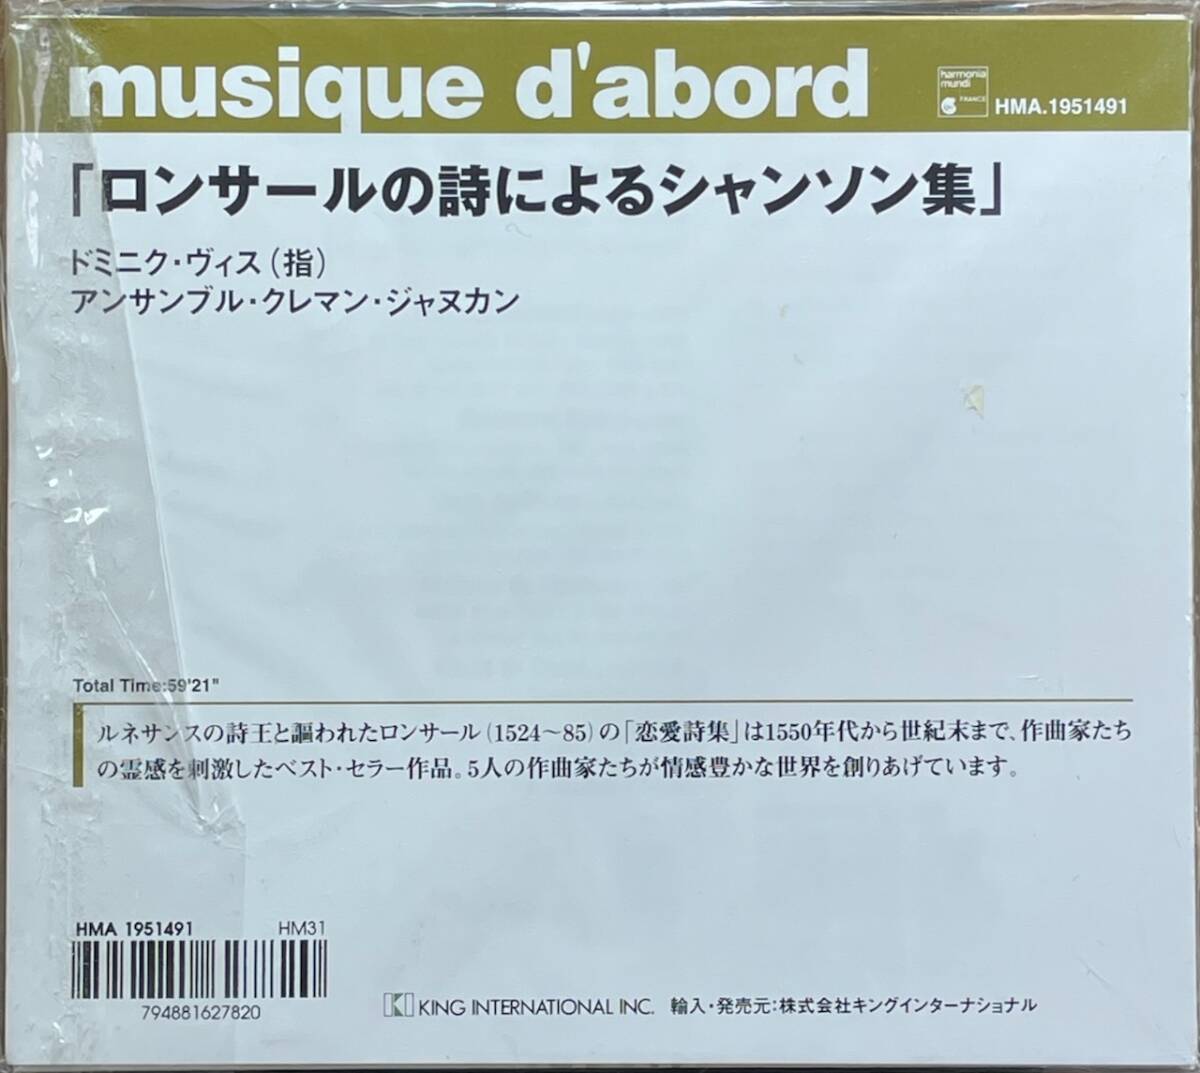 musique d'abord
harmonia
mundi
FRANCE
HMA.1951491
「ロンサールの詩によるシャンソン集」
ドミニク・ヴィス(指)
アンサンブル・クレマン・ジャヌカン
Total Time:59'21"
ルネサンスの詩王と謳われたロンサール(1524〜85)の「恋愛詩集」は1550年代から世紀末まで、作曲家たち
の霊感を刺激したベスト・セラー作品。5人の作曲家たちが情感豊かな世界を創りあげています。
HMA 1951491 HM31
794881627820
KING INTERNATIONAL INC. 輸入・発売元:株式会社キングインターナショナル